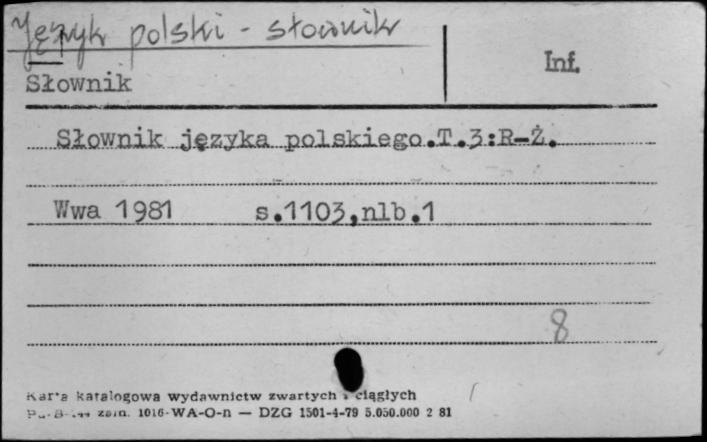 Język polski - słownik
Inf.
Słownik
Słownik języka polskiego.T.3:R-Ż.
Wwa 1981 s.1103,nlb.1
8
Karta katalogowa wydawnictw zwartych i ciągłych
zam. 1016-WA-O-n — DZG 1501-4-79 5.050.000 2 81